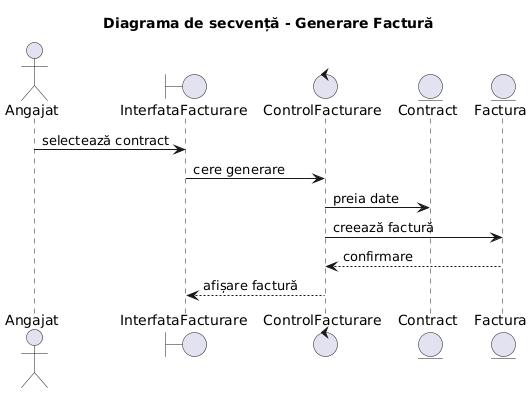 Diagrama de secvență - Generare Factură
Angajat InterfataFacturare ControlFacturare Contract Factura
selectează contract
cere generare
preia date
creează factură
confirmare
afișare factură
Angajat InterfataFacturare ControlFacturare Contract Factura